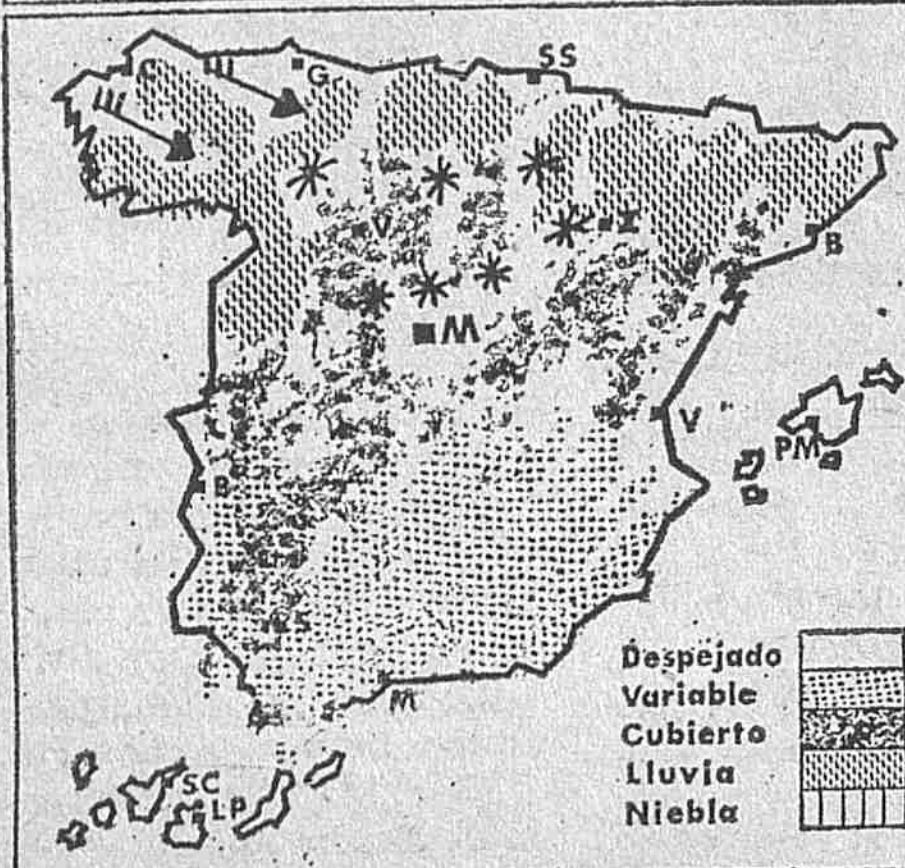 G.
SS
V
Z
B
M
V
PM
B
S
M
SC
LP
Despejado
Variable
Cubierto
Lluvia
Niebla